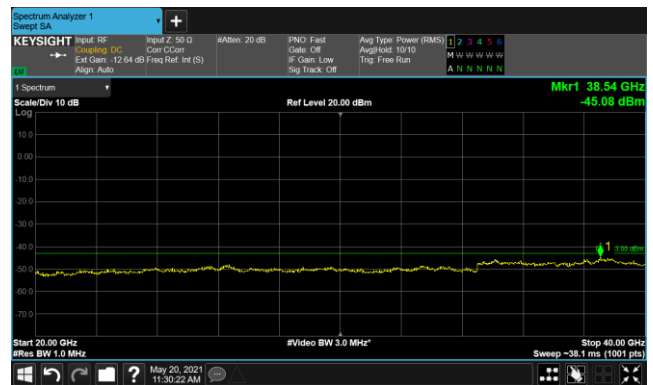 Spectrum Analyzer 1
Swept SA
KEYSIGHT
Input: RF
Coupling: DC
Ext Gain: -12.64 dB
Align: Auto
Input Z: 50 Ω
Corr CCorr
Freq Ref: Int (S)
#Atten: 20 dB
PNO: Fast
Gate: Off
IF Gain: Low
Sig Track: Off
Avg Type: Power (RMS)
Avg|Hold: 10/10
Trig: Free Run
1 2 3 4 5 6
M W W W W W
A N N N N N
1 Spectrum
Mkr1 38.54 GHz
-45.08 dBm
Scale/Div 10 dB
Ref Level 20.00 dBm
Log
10.0
0.00
-10.0
-20.0
-30.0
-40.0
-50.0
-60.0
-70.0
1
Start 20.00 GHz
#Res BW 1.0 MHz
#Video BW 3.0 MHz*
Stop 40.00 GHz
Sweep ~38.1 ms (1001 pts)
?
May 20, 2021
11:30:22 AM